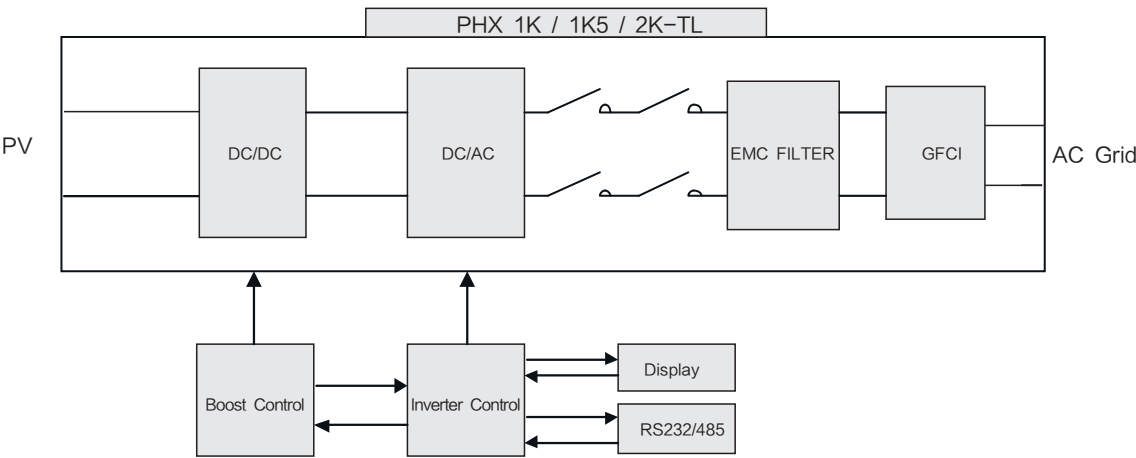 PHX 1K / 1K5 / 2K-TL
PV
DC/DC
DC/AC
EMC FILTER
GFCI
AC Grid
Boost Control
Inverter Control
Display
RS232/485